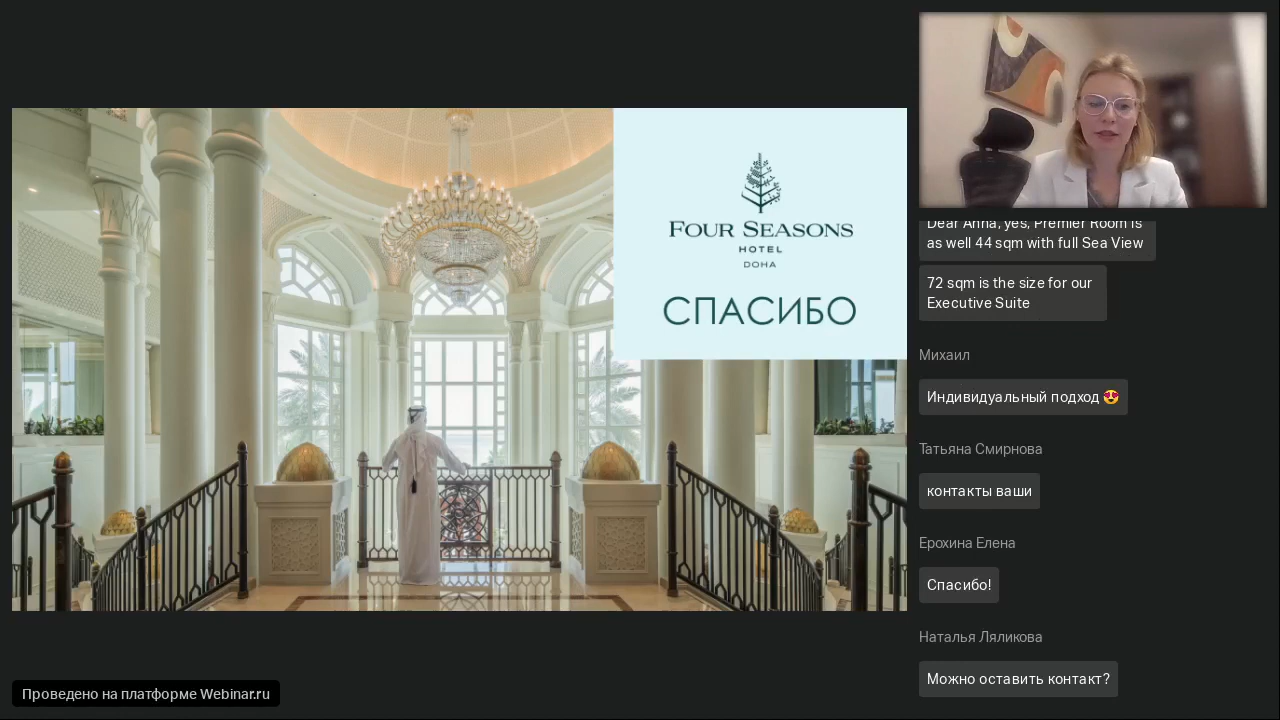 FOUR SEASONS
HOTEL
DOHA
СПАСИБО
Dear Anna, yes, Premier Room is
as well 44 sqm with full Sea View
72 sqm is the size for our
Executive Suite
Михаил
Индивидуальный подход 😍
Татьяна Смирнова
контакты ваши
Ерохина Елена
Спасибо!
Наталья Ляликова
Можно оставить контакт?
Проведено на платформе Webinar.ru